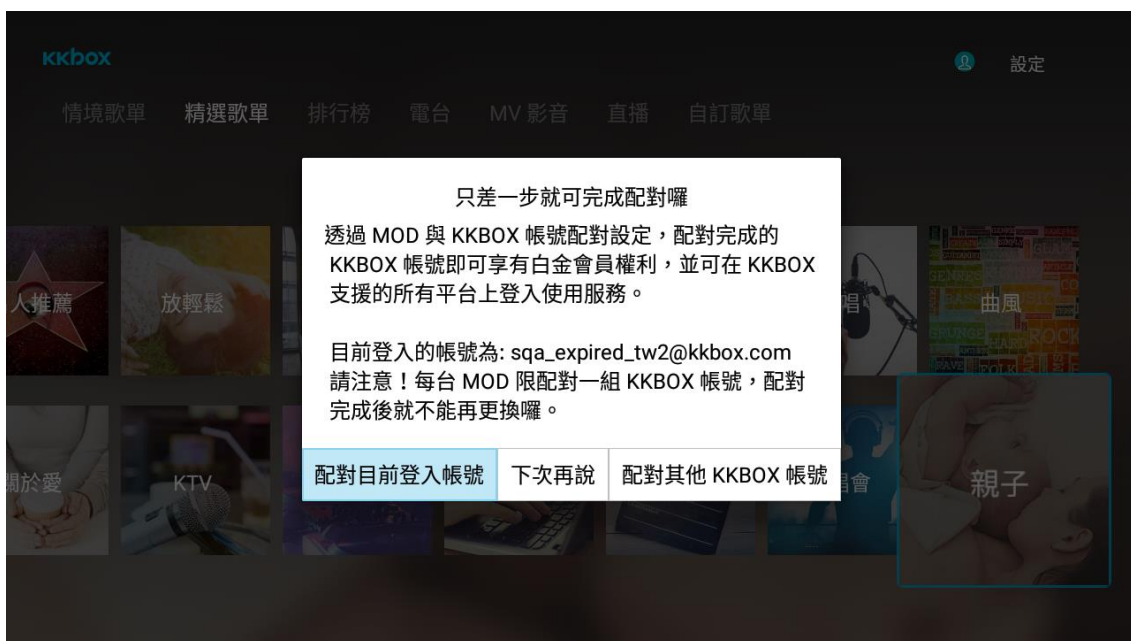 KKBOX
設定
情境歌單 精選歌單 排行榜 電台 MV 影音 直播 自訂歌單
只差一步就可完成配對囉
透過 MOD 與 KKBOX 帳號配對設定，配對完成的
KKBOX 帳號即可享有白金會員權利，並可在 KKBOX
支援的所有平台上登入使用服務。
目前登入的帳號為: sqa_expired_tw2@kkbox.com
請注意！每台 MOD 限配對一組 KKBOX 帳號，配對
完成後就不能再更換囉。
配對目前登入帳號 下次再說 配對其他 KKBOX 帳號
人推薦 放輕鬆 唱 曲風
關於愛 KTV 唱會 親子